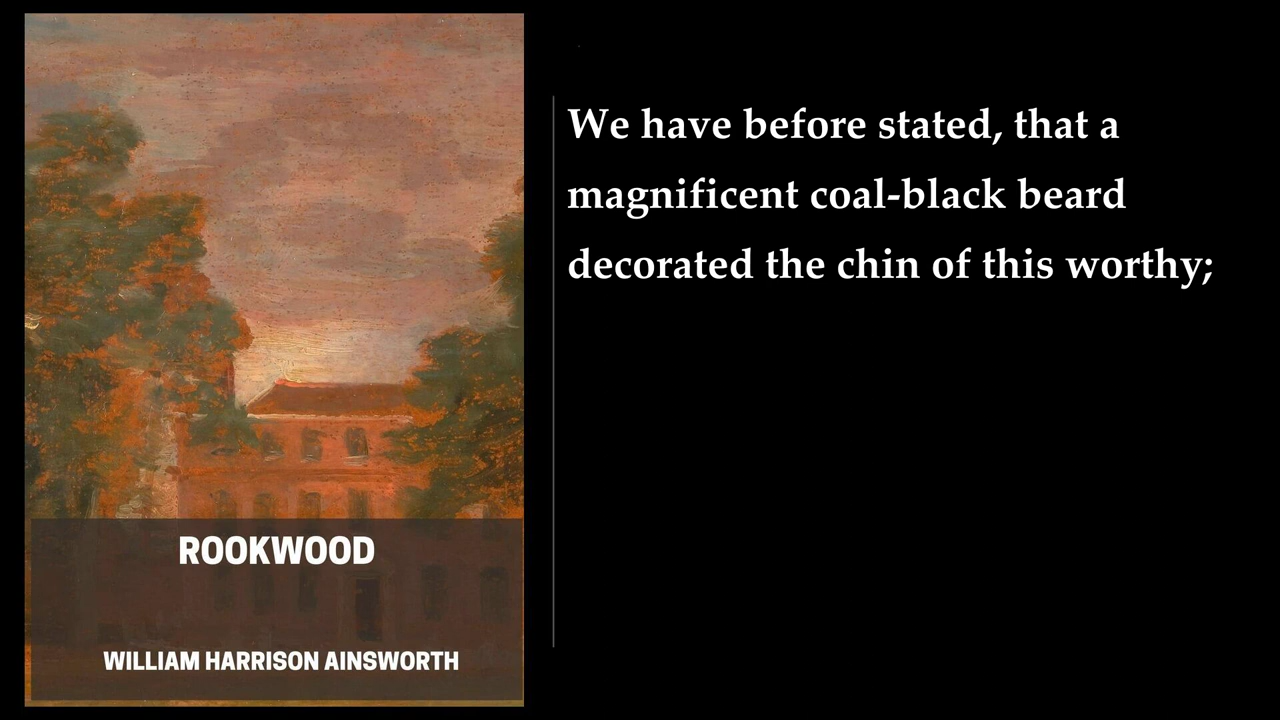 ROOKWOOD
WILLIAM HARRISON AINSWORTH
We have before stated, that a
magnificent coal-black beard
decorated the chin of this worthy;